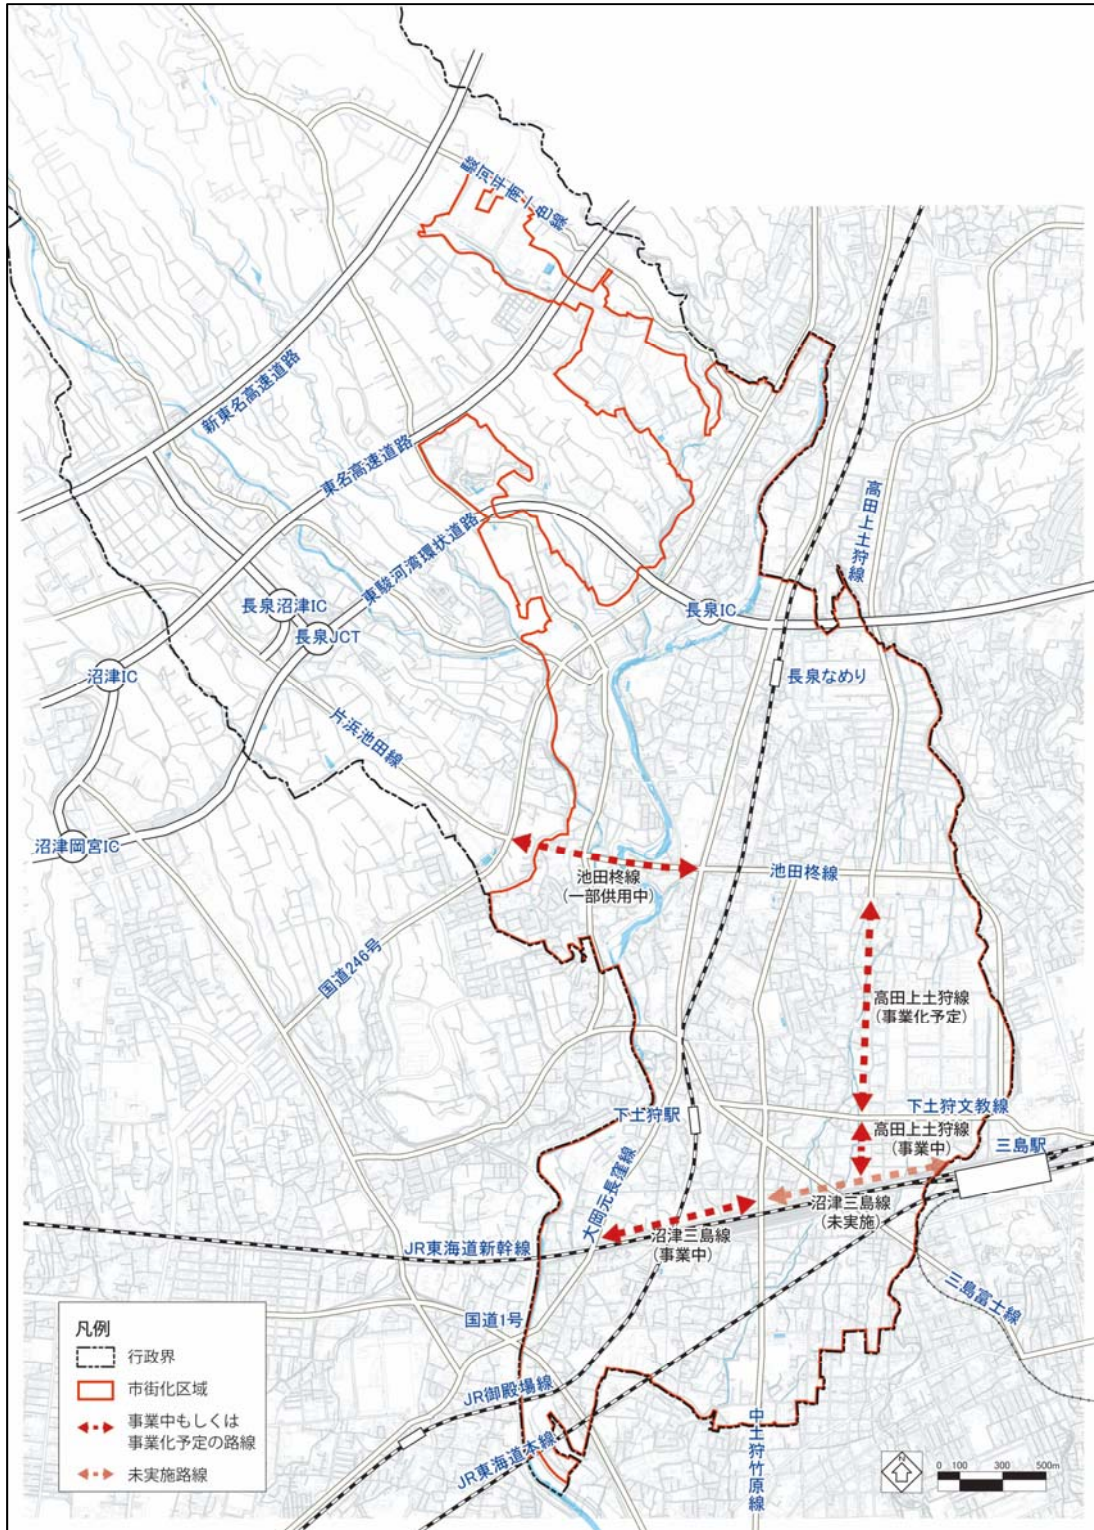 駿河平南一色線
新東名高速道路
東名高速道路
高田上土狩線
東駿河湾環状道路
長泉沼津IC
長泉IC
長泉JCT
沼津IC
長泉なめり
片浜池田線
沼津岡宮IC
池田柊線
(一部供用中)
池田柊線
国道246号
高田上土狩線
(事業化予定)
下土狩駅
下土狩文教線
高田上土狩線
(事業中)
三島駅
大岡元長窪線
沼津三島線
(未実施)
沼津三島線
(事業中)
JR東海道新幹線
三島富士線
国道1号
JR御殿場線
JR東海道本線
中土狩竹原線
凡例
行政界
市街化区域
事業中もしくは
事業化予定の路線
未実施路線
N
0 100 300 500m